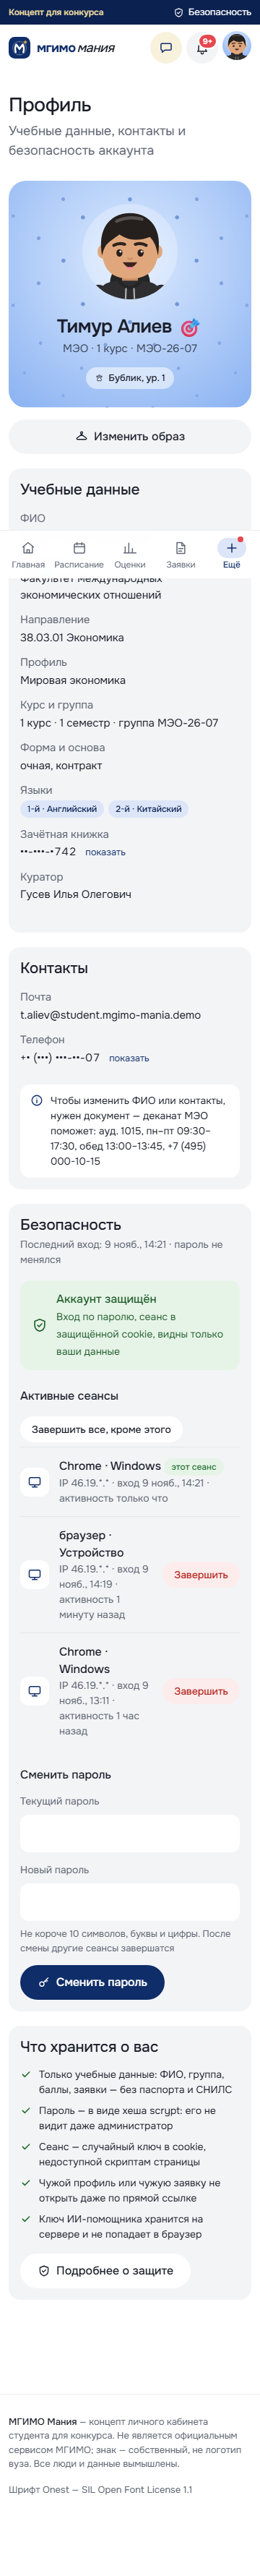 Концепт для конкурса
Безопасность
М
мгимо мания
9+
Профиль
Учебные данные, контакты и
безопасность аккаунта
Тимур Алиев
МЭО · 1 курс · МЭО-26-07
Бублик, ур. 1
Изменить образ
Учебные данные
ФИО
Главная
Расписание
Оценки
Заявки
Ещё
Факультет международных
экономических отношений
Направление
38.03.01 Экономика
Профиль
Мировая экономика
Курс и группа
1 курс · 1 семестр · группа МЭО-26-07
Форма и основа
очная, контракт
Языки
1-й · Английский
2-й · Китайский
Зачётная книжка
••-•••-•742 показать
Куратор
Гусев Илья Олегович
Контакты
Почта
t.aliev@student.mgimo-mania.demo
Телефон
+• (•••) •••-••-07 показать
Чтобы изменить ФИО или контакты,
нужен документ — деканат МЭО
поможет: ауд. 1015, пн–пт 09:30–
17:30, обед 13:00–13:45, +7 (495)
000-10-15
Безопасность
Последний вход: 9 нояб., 14:21 · пароль не
менялся
Аккаунт защищён
Вход по паролю, сеанс в
защищённой cookie, видны только
ваши данные
Активные сеансы
Завершить все, кроме этого
Chrome · Windows этот сеанс
IP 46.19.*.* · вход 9 нояб., 14:21 ·
активность только что
браузер ·
Устройство
IP 46.19.*.* · вход 9
нояб., 14:19 ·
активность 1
минуту назад
Завершить
Chrome ·
Windows
IP 46.19.*.* · вход 9
нояб., 13:11 ·
активность 1 час
назад
Завершить
Сменить пароль
Текущий пароль
Новый пароль
Не короче 10 символов, буквы и цифры. После
смены другие сеансы завершатся
Сменить пароль
Что хранится о вас
Только учебные данные: ФИО, группа,
баллы, заявки — без паспорта и СНИЛС
Пароль — в виде хеша scrypt: его не
видит даже администратор
Сеанс — случайный ключ в cookie,
недоступной скриптам страницы
Чужой профиль или чужую заявку не
открыть даже по прямой ссылке
Ключ ИИ-помощника хранится на
сервере и не попадает в браузер
Подробнее о защите
МГИМО Мания — концепт личного кабинета
студента для конкурса. Не является официальным
сервисом МГИМО; знак — собственный, не логотип
вуза. Все люди и данные вымышлены.
Шрифт Onest — SIL Open Font License 1.1